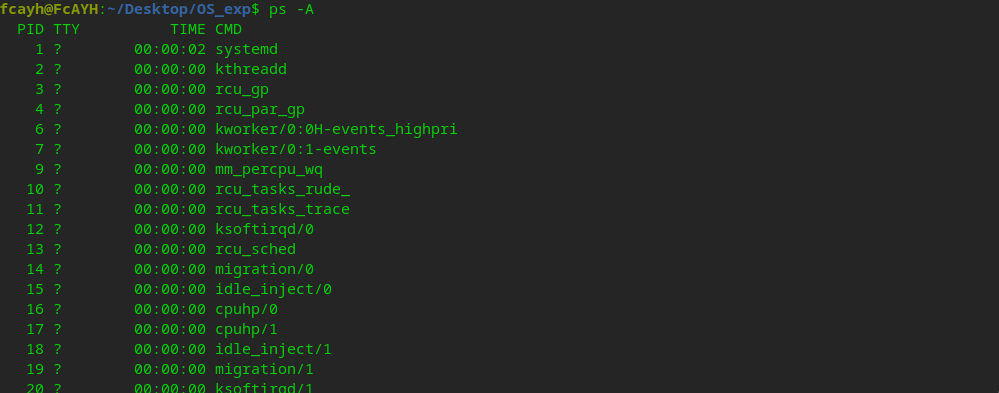 fcayh@FcAYH:~/Desktop/OS_exp$ ps -A
PID TTY TIME CMD
1 ? 00:00:02 systemd
2 ? 00:00:00 kthreadd
3 ? 00:00:00 rcu_gp
4 ? 00:00:00 rcu_par_gp
6 ? 00:00:00 kworker/0:0H-events_highpri
7 ? 00:00:00 kworker/0:1-events
9 ? 00:00:00 mm_percpu_wq
10 ? 00:00:00 rcu_tasks_rude_
11 ? 00:00:00 rcu_tasks_trace
12 ? 00:00:00 ksoftirqd/0
13 ? 00:00:00 rcu_sched
14 ? 00:00:00 migration/0
15 ? 00:00:00 idle_inject/0
16 ? 00:00:00 cpuhp/0
17 ? 00:00:00 cpuhp/1
18 ? 00:00:00 idle_inject/1
19 ? 00:00:00 migration/1
20 ? 00:00:00 ksoftirqd/1